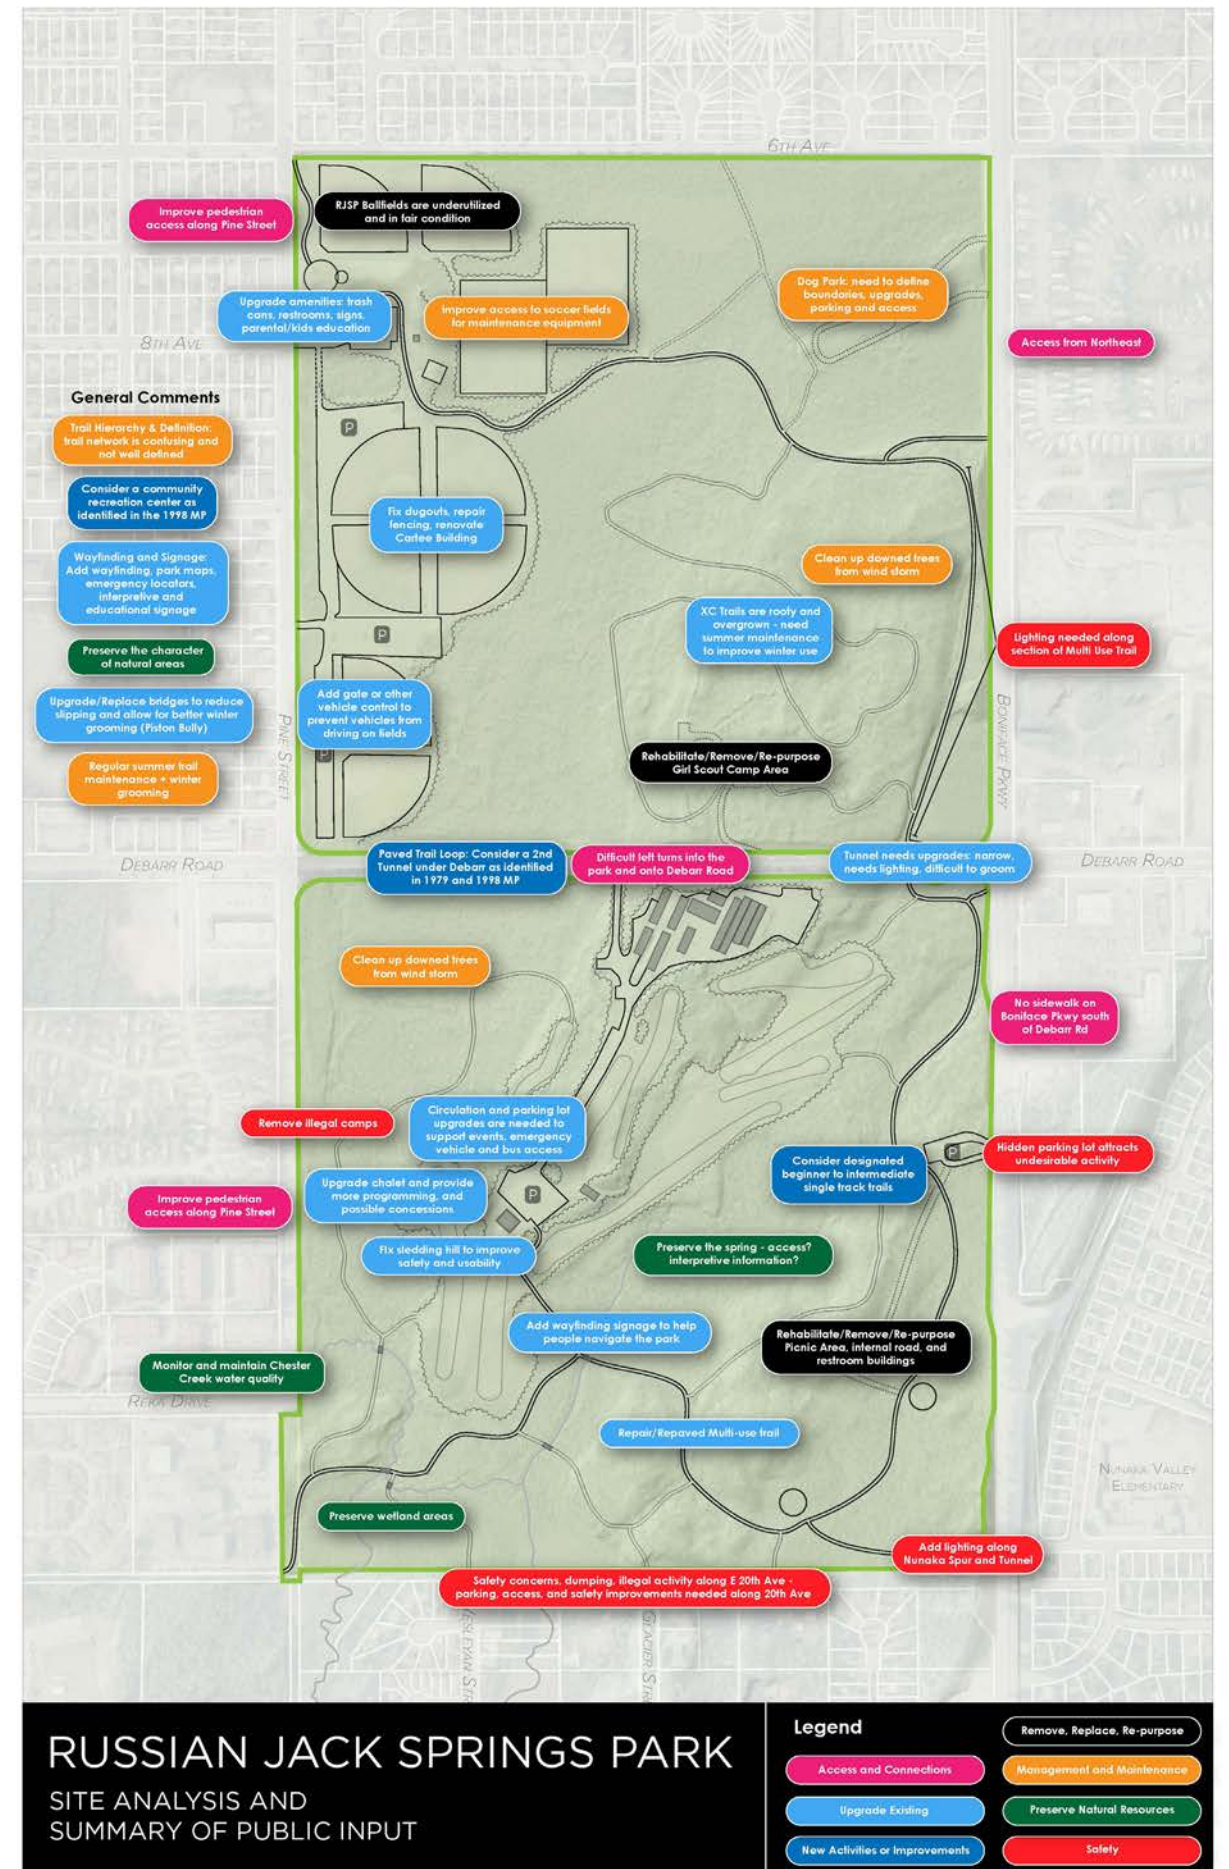 6TH AVE
Improve pedestrian
access along Pine Street
RJSP Ballfields are underutilized
and in fair condition
Upgrade amenities: trash
cans, restrooms, signs,
parental/kids education
Improve access to soccer fields
for maintenance equipment
Dog Park: need to define
boundaries, upgrades,
parking and access
8TH AVE
Access from Northeast
General Comments
Trail Hierarchy & Definition:
trail network is confusing and
not well defined
Consider a community
recreation center as
identified in the 1998 MP
Wayfinding and Signage:
Add wayfinding, park maps,
emergency locators,
interpretive and
educational signage
Preserve the character
of natural areas
Upgrade/Replace bridges to reduce
slipping and allow for better winter
grooming (Piston Bully)
Regular summer trail
maintenance + winter
grooming
P
Fix dugouts, repair
fencing, renovate
Cartee Building
Clean up downed trees
from wind storm
XC Trails are rooty and
overgrown - need
summer maintenance
to improve winter use
P
Lighting needed along
section of Multi Use Trail
Add gate or other
vehicle control to
prevent vehicles from
driving on fields
P
PINE STREET
BONIFACE PKWY
Rehabilitate/Remove/Re-purpose
Girl Scout Camp Area
DEBARR ROAD
Paved Trail Loop: Consider a 2nd
Tunnel under Debarr as identified
in 1979 and 1998 MP
Difficult left turns into the
park and onto Debarr Road
Tunnel needs upgrades: narrow,
needs lighting, difficult to groom
DEBARR ROAD
Clean up downed trees
from wind storm
No sidewalk on
Boniface Pkwy south
of Debarr Rd
Remove illegal camps
Circulation and parking lot
upgrades are needed to
support events, emergency
vehicle and bus access
Consider designated
beginner to intermediate
single track trails
P
Hidden parking lot attracts
undesirable activity
Improve pedestrian
access along Pine Street
Upgrade chalet and provide
more programming, and
possible concessions
P
Fix sledding hill to improve
safety and usability
Preserve the spring - access?
interpretive information?
Add wayfinding signage to help
people navigate the park
Rehabilitate/Remove/Re-purpose
Picnic Area, internal road, and
restroom buildings
Monitor and maintain Chester
Creek water quality
REKA DRIVE
Repair/Repaved Multi-use trail
NUNAKA VALLEY
ELEMENTARY
Preserve wetland areas
Add lighting along
Nunaka Spur and Tunnel
Safety concerns, dumping, illegal activity along E 20th Ave -
parking, access, and safety improvements needed along 20th Ave
RUSSIAN JACK SPRINGS PARK
SITE ANALYSIS AND
SUMMARY OF PUBLIC INPUT
Legend
Access and Connections
Upgrade Existing
New Activities or Improvements
Remove, Replace, Re-purpose
Management and Maintenance
Preserve Natural Resources
Safety